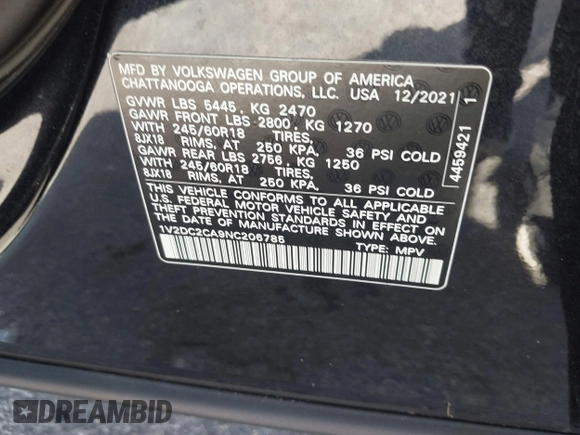 MFD BY VOLKSWAGEN GROUP OF AMERICA
CHATTANOOGA OPERATIONS, LLC. USA 12/2021
GVWR LBS 5445, KG 2470
GAWR FRONT LBS 2800, KG 1270
WITH 245/60R18 TIRES,
8JX18 RIMS, AT 250 KPA, 36 PSI COLD
GAWR REAR LBS 2756, KG 1250
WITH 245/60R18 TIRES,
8JX18 RIMS, AT 250 KPA, 36 PSI COLD
THIS VEHICLE CONFORMS TO ALL APPLICABLE
U.S. FEDERAL MOTOR VEHICLE SAFETY AND
THEFT PREVENTION STANDARDS IN EFFECT ON
THE DATE OF MANUFACTURE SHOWN ABOVE.
1V2DC2CA9NC206785 TYPE: MPV
4459421 1
DREAMBID